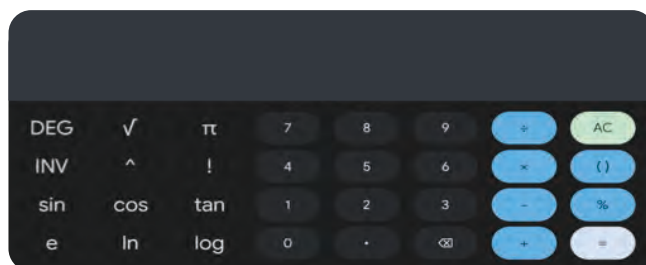 DEG √ π 7 8 9 ÷ AC
INV ^ ! 4 5 6 × ( )
sin cos tan 1 2 3 - %
e ln log 0 . ⌫ + =